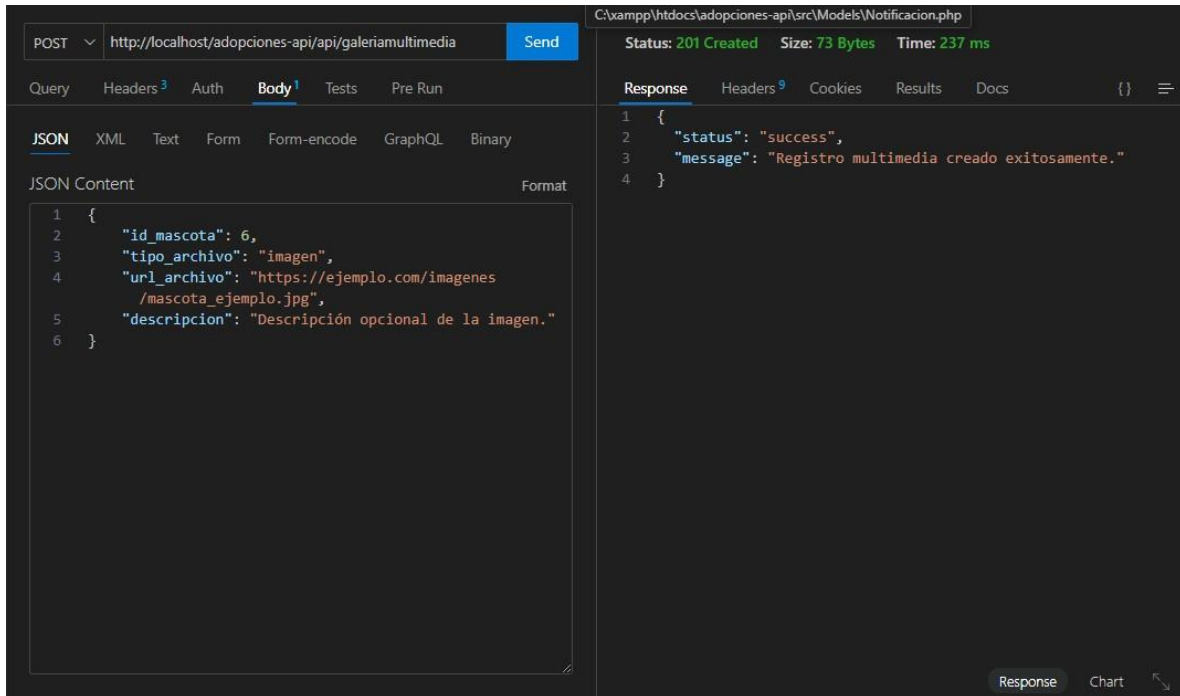 C:\xampp\htdocs\adopciones-api\src\Models\Notificacion.php
POST http://localhost/adopciones-api/api/galeriamultimedia Send
Query Headers 3 Auth Body 1 Tests Pre Run
JSON XML Text Form Form-encode GraphQL Binary
JSON Content Format
1 {
2 "id_mascota": 6,
3 "tipo_archivo": "imagen",
4 "url_archivo": "https://ejemplo.com/imagenes
/mascota_ejemplo.jpg",
5 "descripcion": "Descripción opcional de la imagen."
6 }
Status: 201 Created Size: 73 Bytes Time: 237 ms
Response Headers 9 Cookies Results Docs {}
1 {
2 "status": "success",
3 "message": "Registro multimedia creado exitosamente."
4 }
Response Chart